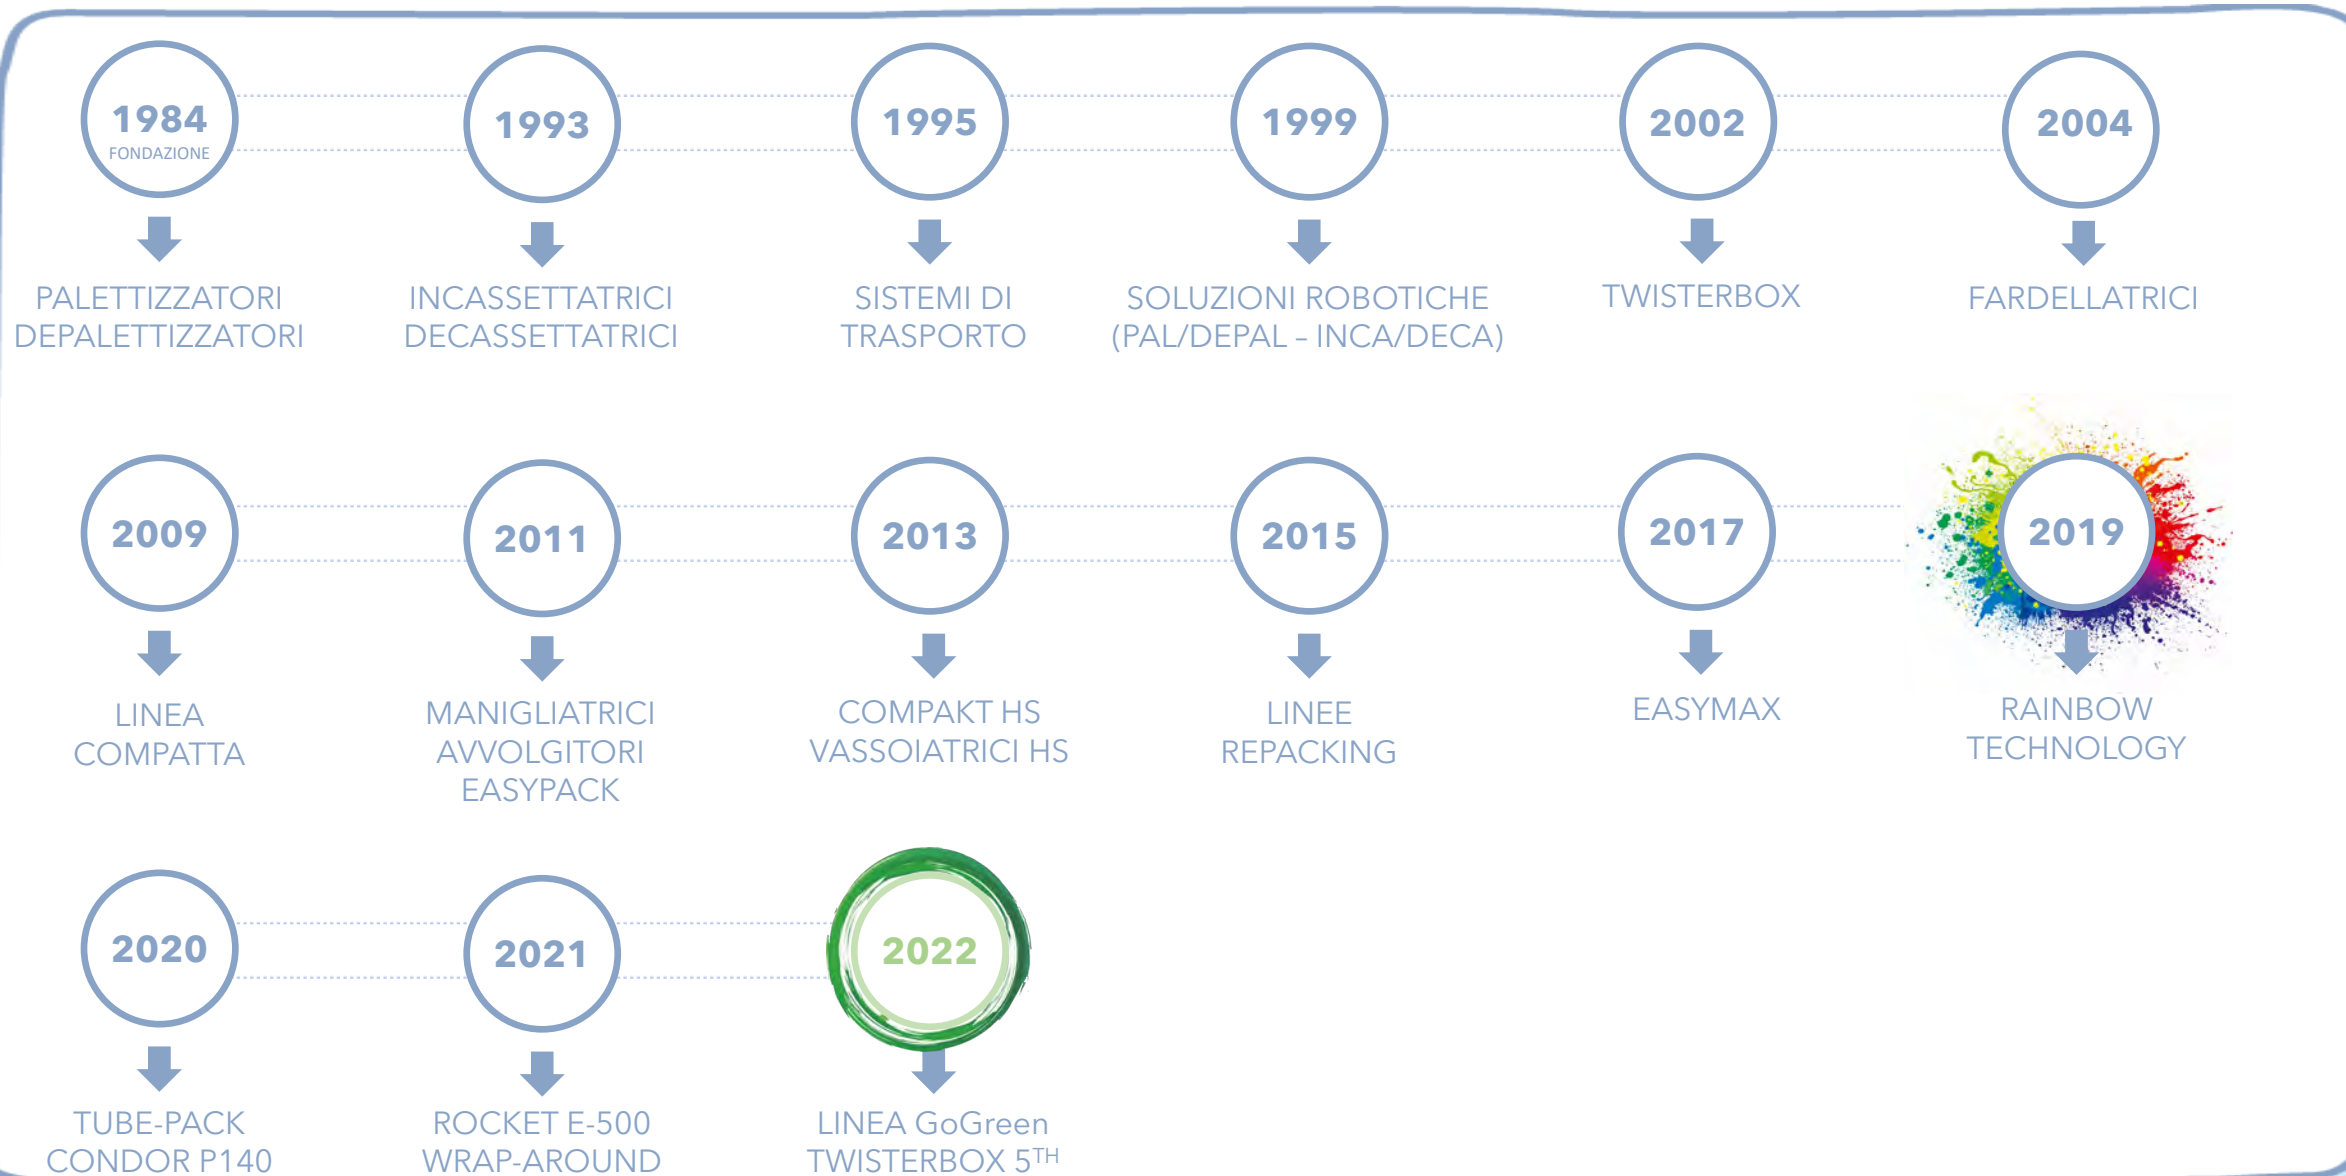 1984
FONDAZIONE
PALETTIZZATORI
DEPALETTIZZATORI
1993
INCASSETTATRICI
DECASSETTATRICI
1995
SISTEMI DI
TRASPORTO
1999
SOLUZIONI ROBOTICHE
(PAL/DEPAL – INCA/DECA)
2002
TWISTERBOX
2004
FARDELLATRICI
2009
LINEA
COMPATTA
2011
MANIGLIATRICI
AVVOLGITORI
EASYPACK
2013
COMPAKT HS
VASSOIATRICI HS
2015
LINEE
REPACKING
2017
EASYMAX
2019
RAINBOW
TECHNOLOGY
2020
TUBE-PACK
CONDOR P140
2021
ROCKET E-500
WRAP-AROUND
2022
LINEA GoGreen
TWISTERBOX 5TH